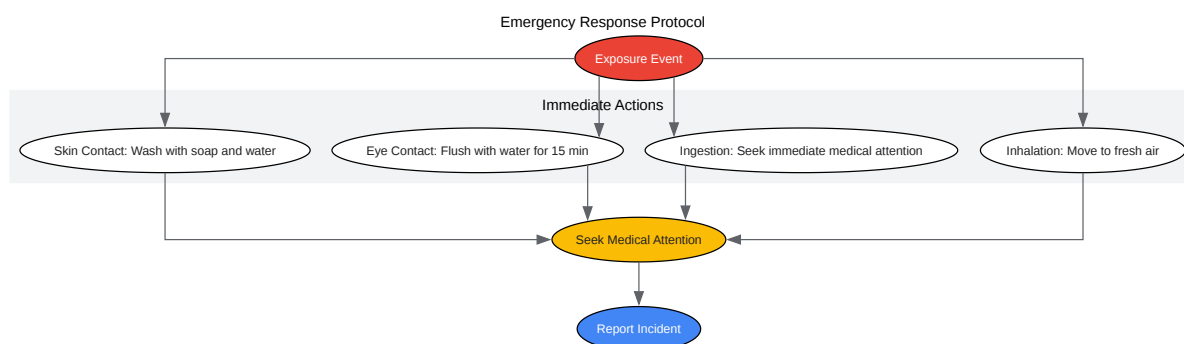 Emergency Response Protocol
Exposure Event
Immediate Actions
Skin Contact: Wash with soap and water
Eye Contact: Flush with water for 15 min
Ingestion: Seek immediate medical attention
Inhalation: Move to fresh air
Seek Medical Attention
Report Incident